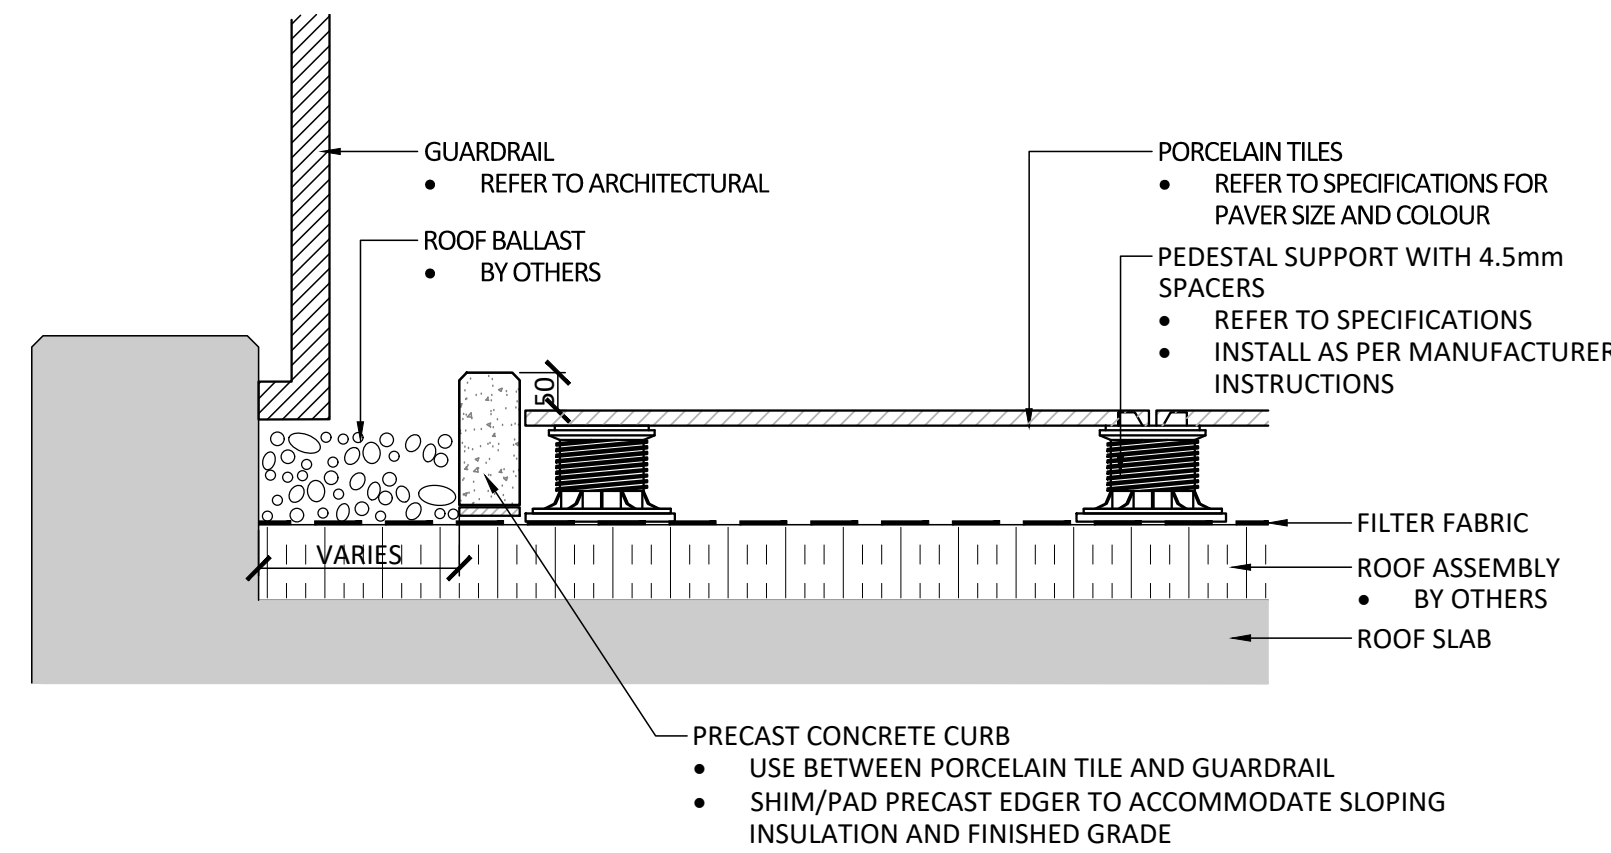 GUARDRAIL
• REFER TO ARCHITECTURAL
ROOF BALLAST
• BY OTHERS
PORCELAIN TILES
• REFER TO SPECIFICATIONS FOR
PAVER SIZE AND COLOUR
PEDESTAL SUPPORT WITH 4.5mm
SPACERS
• REFER TO SPECIFICATIONS
• INSTALL AS PER MANUFACTURER
INSTRUCTIONS
50
VARIES
FILTER FABRIC
ROOF ASSEMBLY
• BY OTHERS
ROOF SLAB
PRECAST CONCRETE CURB
• USE BETWEEN PORCELAIN TILE AND GUARDRAIL
• SHIM/PAD PRECAST EDGER TO ACCOMMODATE SLOPING
INSULATION AND FINISHED GRADE